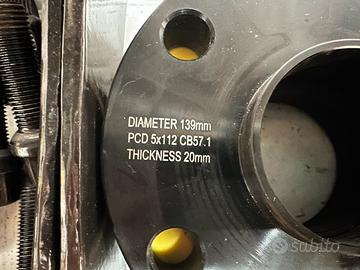 DIAMETER 139mm
PCD 5x112 CB57.1
THICKNESS 20mm
subito